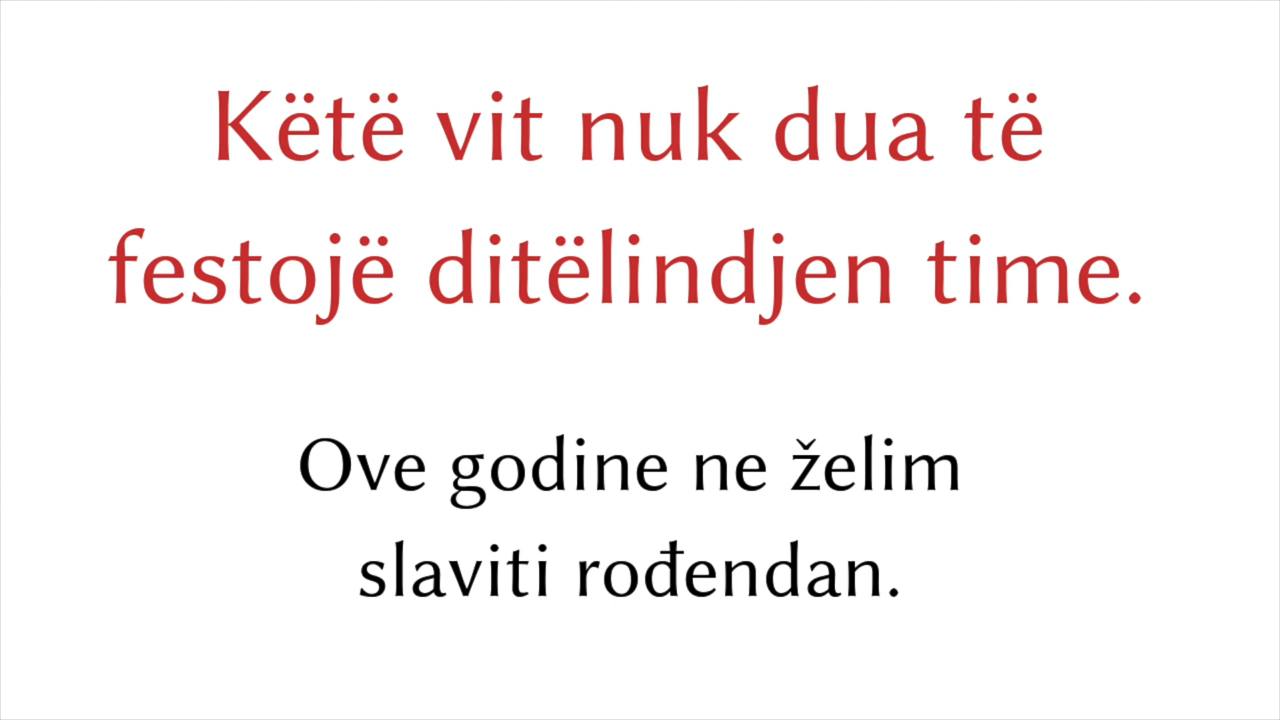 Këtë vit nuk dua të
festojë ditëlindjen time.
Ove godine ne želim
slaviti rođendan.